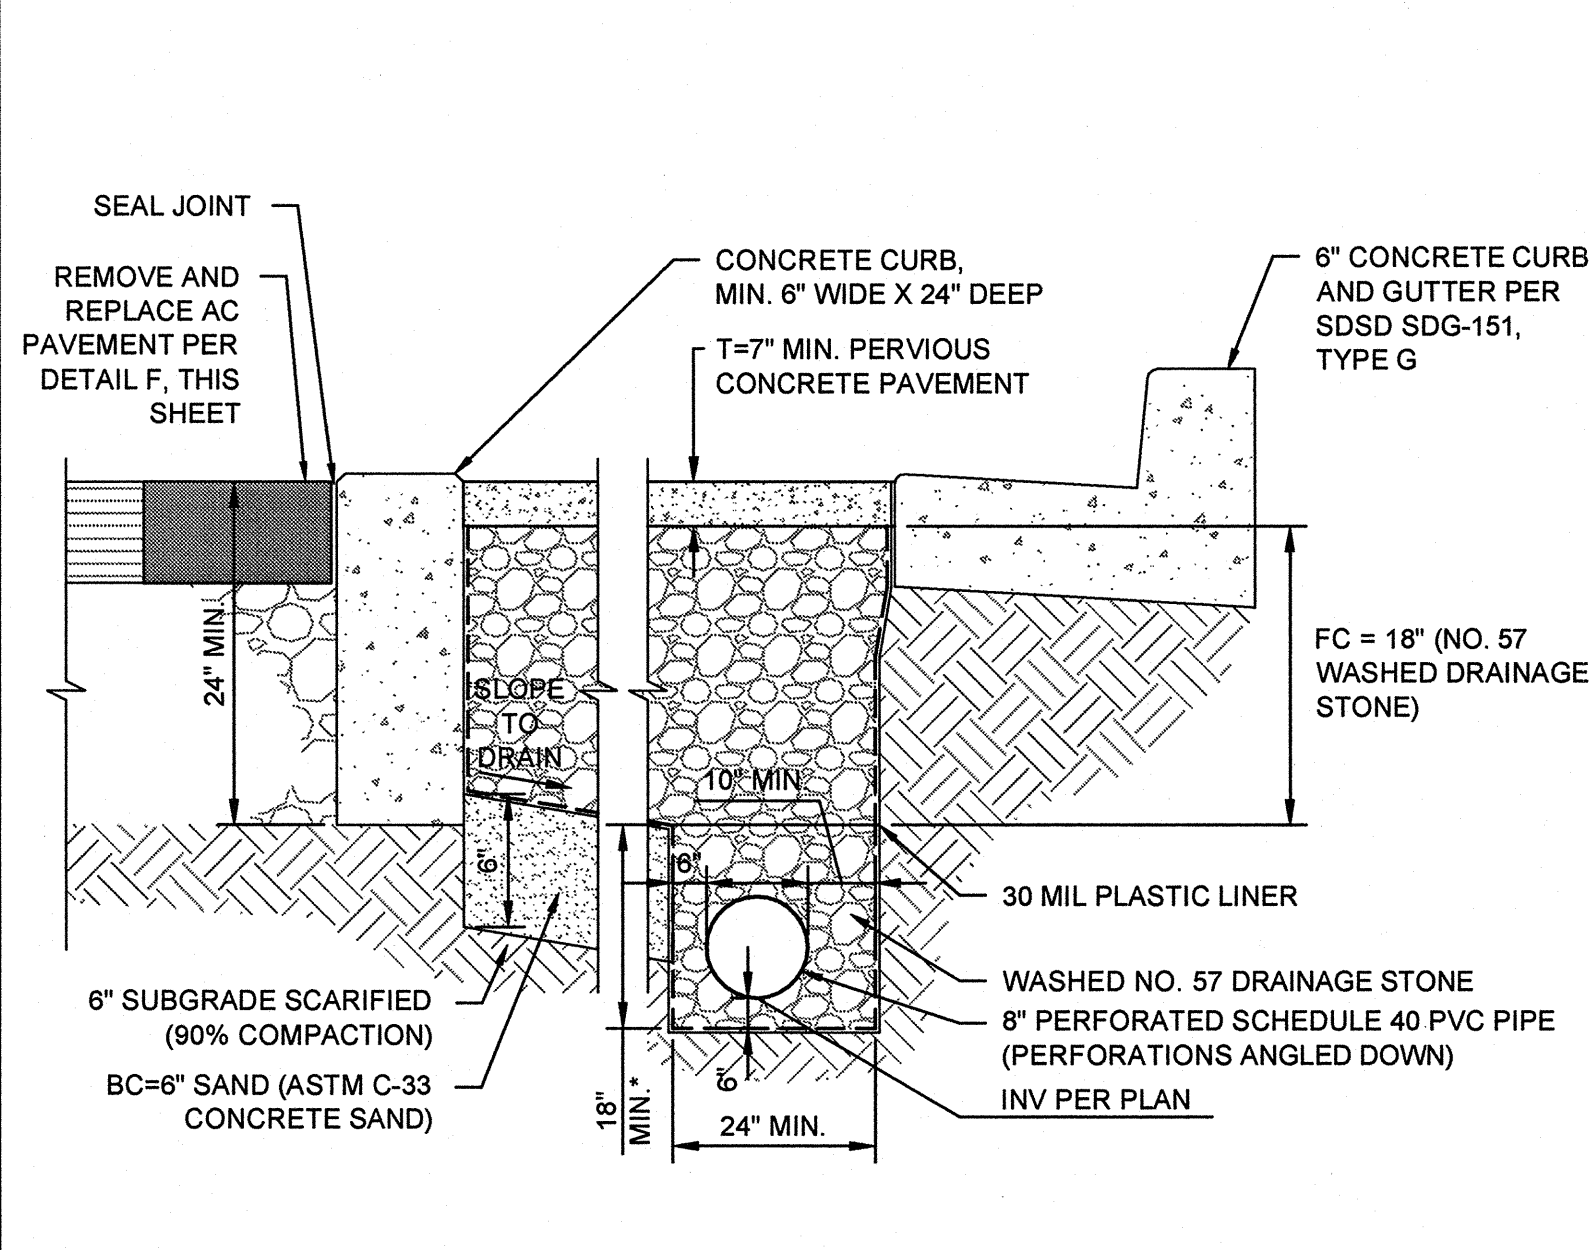 SEAL JOINT
REMOVE AND
REPLACE AC
PAVEMENT PER
DETAIL F, THIS
SHEET
CONCRETE CURB,
MIN. 6" WIDE X 24" DEEP
T=7" MIN. PERVIOUS
CONCRETE PAVEMENT
6" CONCRETE CURB
AND GUTTER PER
SDSD SDG-151,
TYPE G
24" MIN.
SLOPE
TO
DRAIN
6"
10" MIN.
6"
FC = 18" (NO. 57
WASHED DRAINAGE
STONE)
30 MIL PLASTIC LINER
WASHED NO. 57 DRAINAGE STONE
8" PERFORATED SCHEDULE 40 PVC PIPE
(PERFORATIONS ANGLED DOWN)
INV PER PLAN
6" SUBGRADE SCARIFIED
(90% COMPACTION)
BC=6" SAND (ASTM C-33
CONCRETE SAND)
18"
MIN.*
6"
24" MIN.